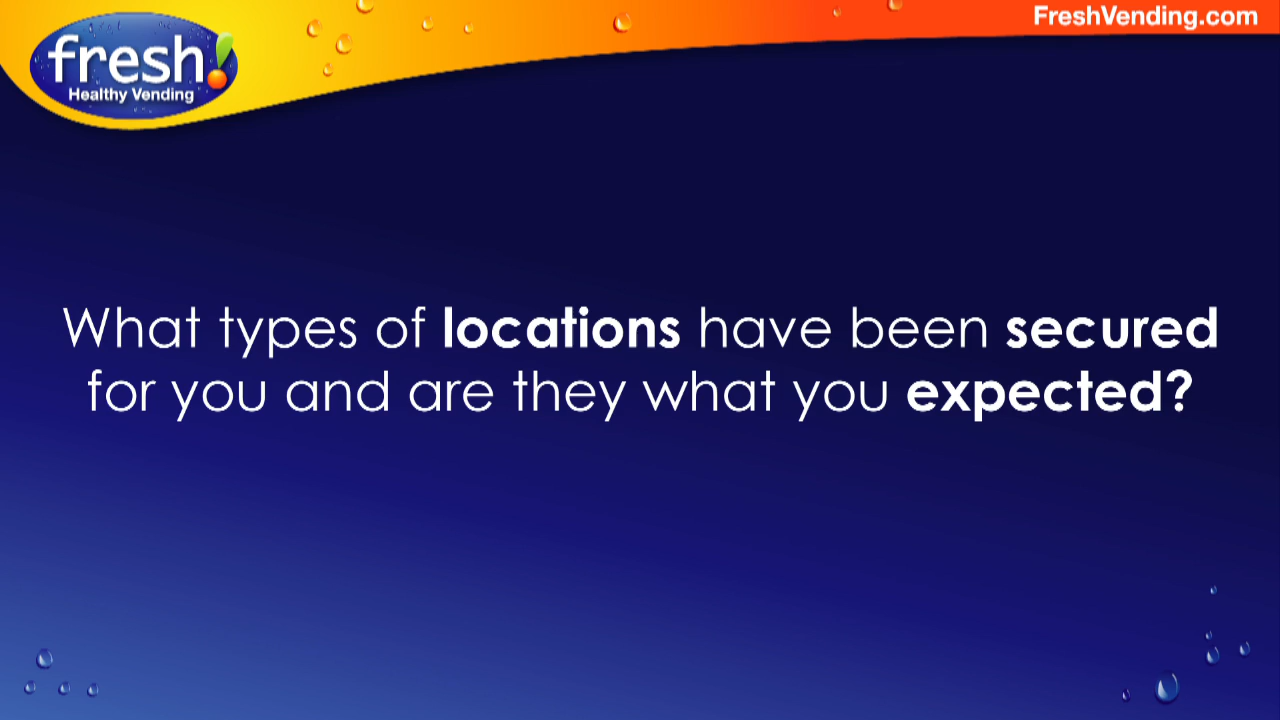 FreshVending.com
fresh!
Healthy Vending
What types of locations have been secured
for you and are they what you expected?